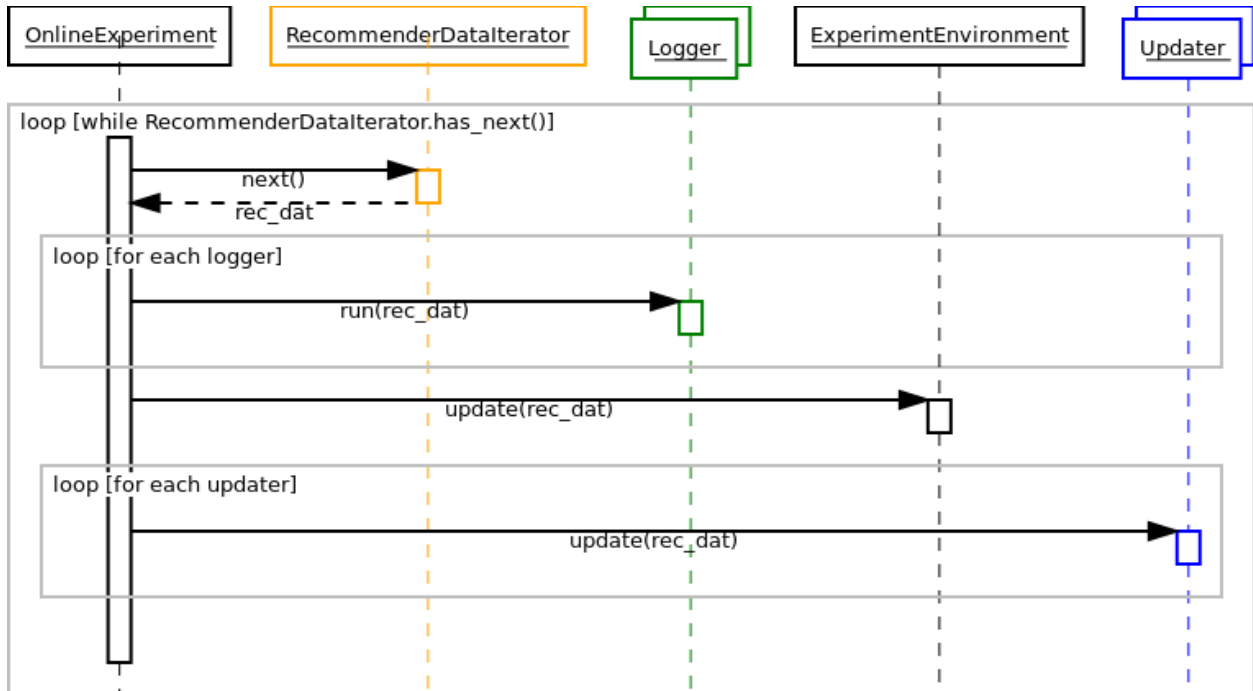 OnlineExperiment
RecommenderDataIterator
Logger
ExperimentEnvironment
Updater
loop [while RecommenderDataIterator.has_next()]
next()
rec_dat
loop [for each logger]
run(rec_dat)
update(rec_dat)
loop [for each updater]
update(rec_dat)